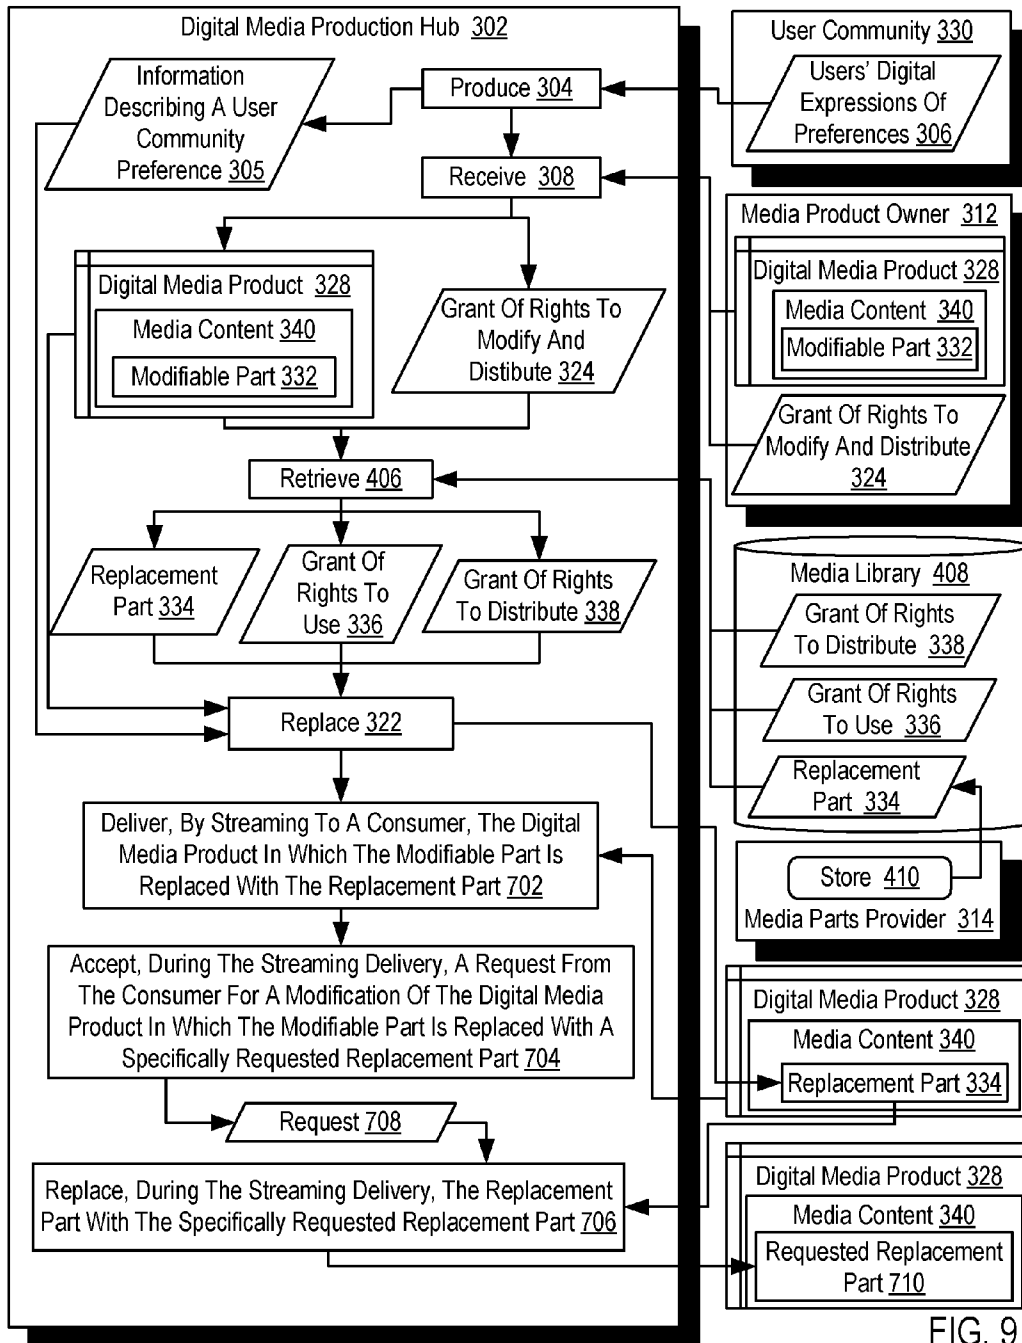 Digital Media Production Hub 302
Information
Describing A User
Community
Preference 305
Produce 304
Receive 308
Digital Media Product 328
Media Content 340
Modifiable Part 332
Grant Of Rights To
Modify And
Distibute 324
Retrieve 406
Replacement
Part 334
Grant Of
Rights To
Use 336
Grant Of Rights
To Distribute 338
Replace 322
Deliver, By Streaming To A Consumer, The Digital
Media Product In Which The Modifiable Part Is
Replaced With The Replacement Part 702
Accept, During The Streaming Delivery, A Request From
The Consumer For A Modification Of The Digital Media
Product In Which The Modifiable Part Is Replaced With A
Specifically Requested Replacement Part 704
Request 708
Replace, During The Streaming Delivery, The Replacement
Part With The Specifically Requested Replacement Part 706
User Community 330
Users' Digital
Expressions Of
Preferences 306
Media Product Owner 312
Digital Media Product 328
Media Content 340
Modifiable Part 332
Grant Of Rights To
Modify And Distribute
324
Media Library 408
Grant Of Rights
To Distribute 338
Grant Of Rights
To Use 336
Replacement
Part 334
Store 410
Media Parts Provider 314
Digital Media Product 328
Media Content 340
Replacement Part 334
Digital Media Product 328
Media Content 340
Requested Replacement
Part 710
FIG. 9